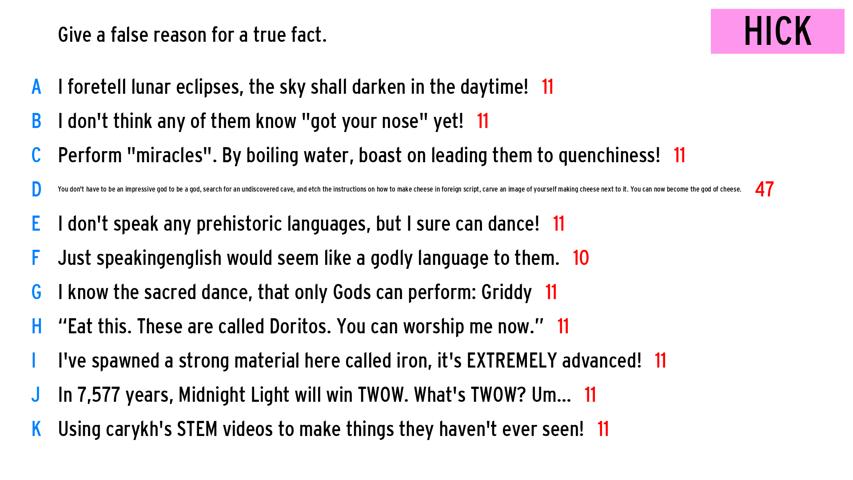 Give a false reason for a true fact.
HICK
A I foretell lunar eclipses, the sky shall darken in the daytime! 11
B I don't think any of them know "got your nose" yet! 11
C Perform "miracles". By boiling water, boast on leading them to quenchiness! 11
D You don't have to be an impressive god to be a god, search for an undiscovered cave, and etch the instructions on how to make cheese in foreign script, carve an image of yourself making cheese next to it. You can now become the god of cheese. 47
E I don't speak any prehistoric languages, but I sure can dance! 11
F Just speakingenglish would seem like a godly language to them. 10
G I know the sacred dance, that only Gods can perform: Griddy 11
H “Eat this. These are called Doritos. You can worship me now.” 11
I I've spawned a strong material here called iron, it's EXTREMELY advanced! 11
J In 7,577 years, Midnight Light will win TWOW. What's TWOW? Um... 11
K Using carykh's STEM videos to make things they haven't ever seen! 11